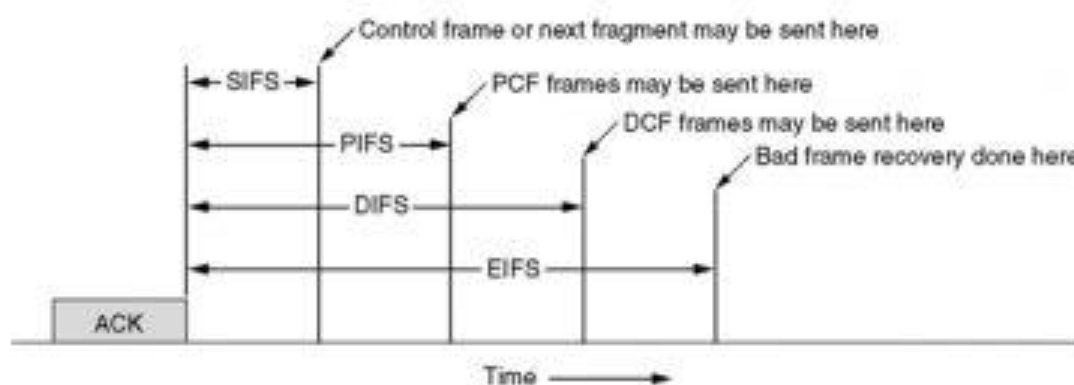 Control frame or next fragment may be sent here
SIFS
PCF frames may be sent here
PIFS
DCF frames may be sent here
Bad frame recovery done here
DIFS
EIFS
ACK
Time